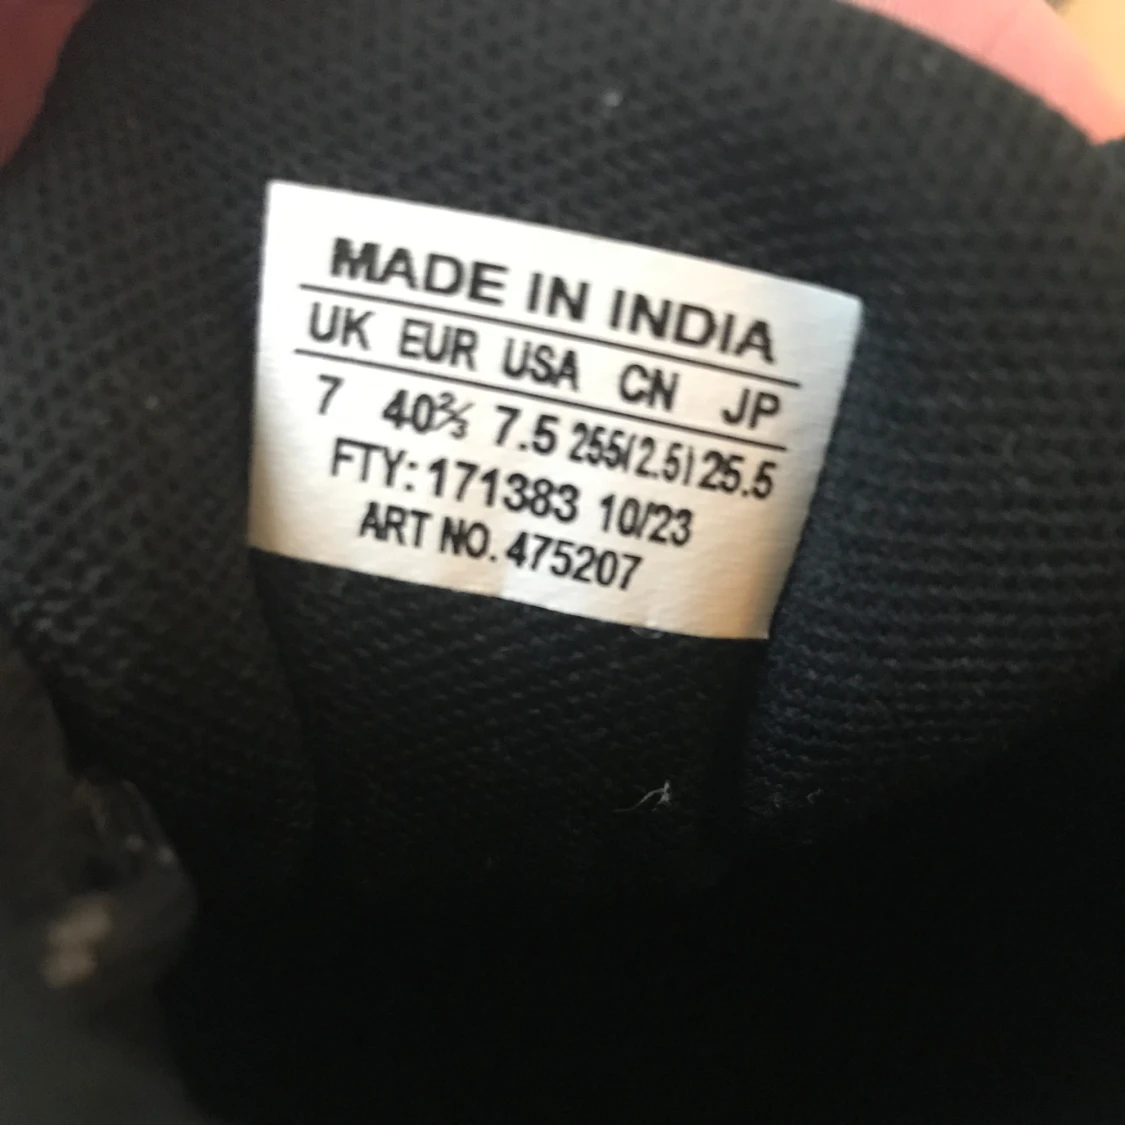 MADE IN INDIA
UK EUR USA CN JP
7 40⅔ 7.5 255(2.5) 25.5
FTY: 171383 10/23
ART NO. 475207